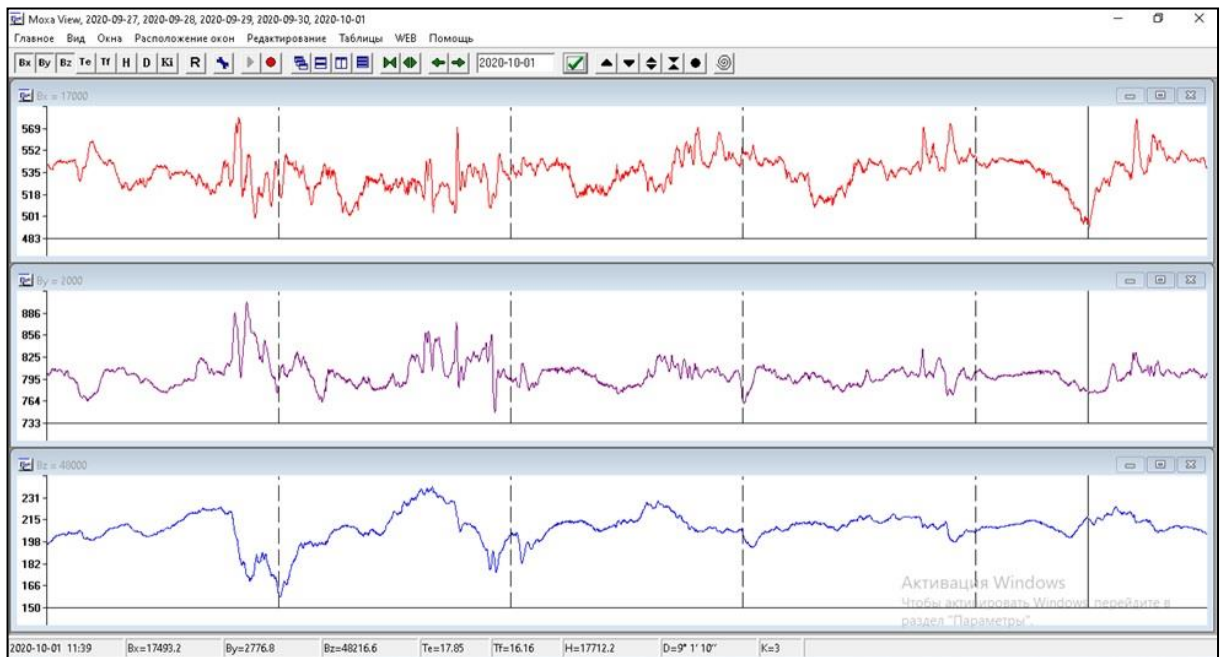 Moxa View, 2020-09-27, 2020-09-28, 2020-09-29, 2020-09-30, 2020-10-01
Главное Вид Окна Расположение окон Редактирование Таблицы WEB Помощь
Bx By Bz Te Tf H D Ki R 2020-10-01
Bx = 17000
569
552
535
518
501
483
By = 2000
886
856
825
795
764
733
Bz = 48000
231
215
198
182
166
150
Активация Windows
Чтобы активировать Windows, перейдите в
раздел "Параметры".
2020-10-01 11:39 Bx=17493.2 By=2776.8 Bz=48216.6 Te=17.85 Tf=16.16 H=17712.2 D=9° 1' 10" K=3